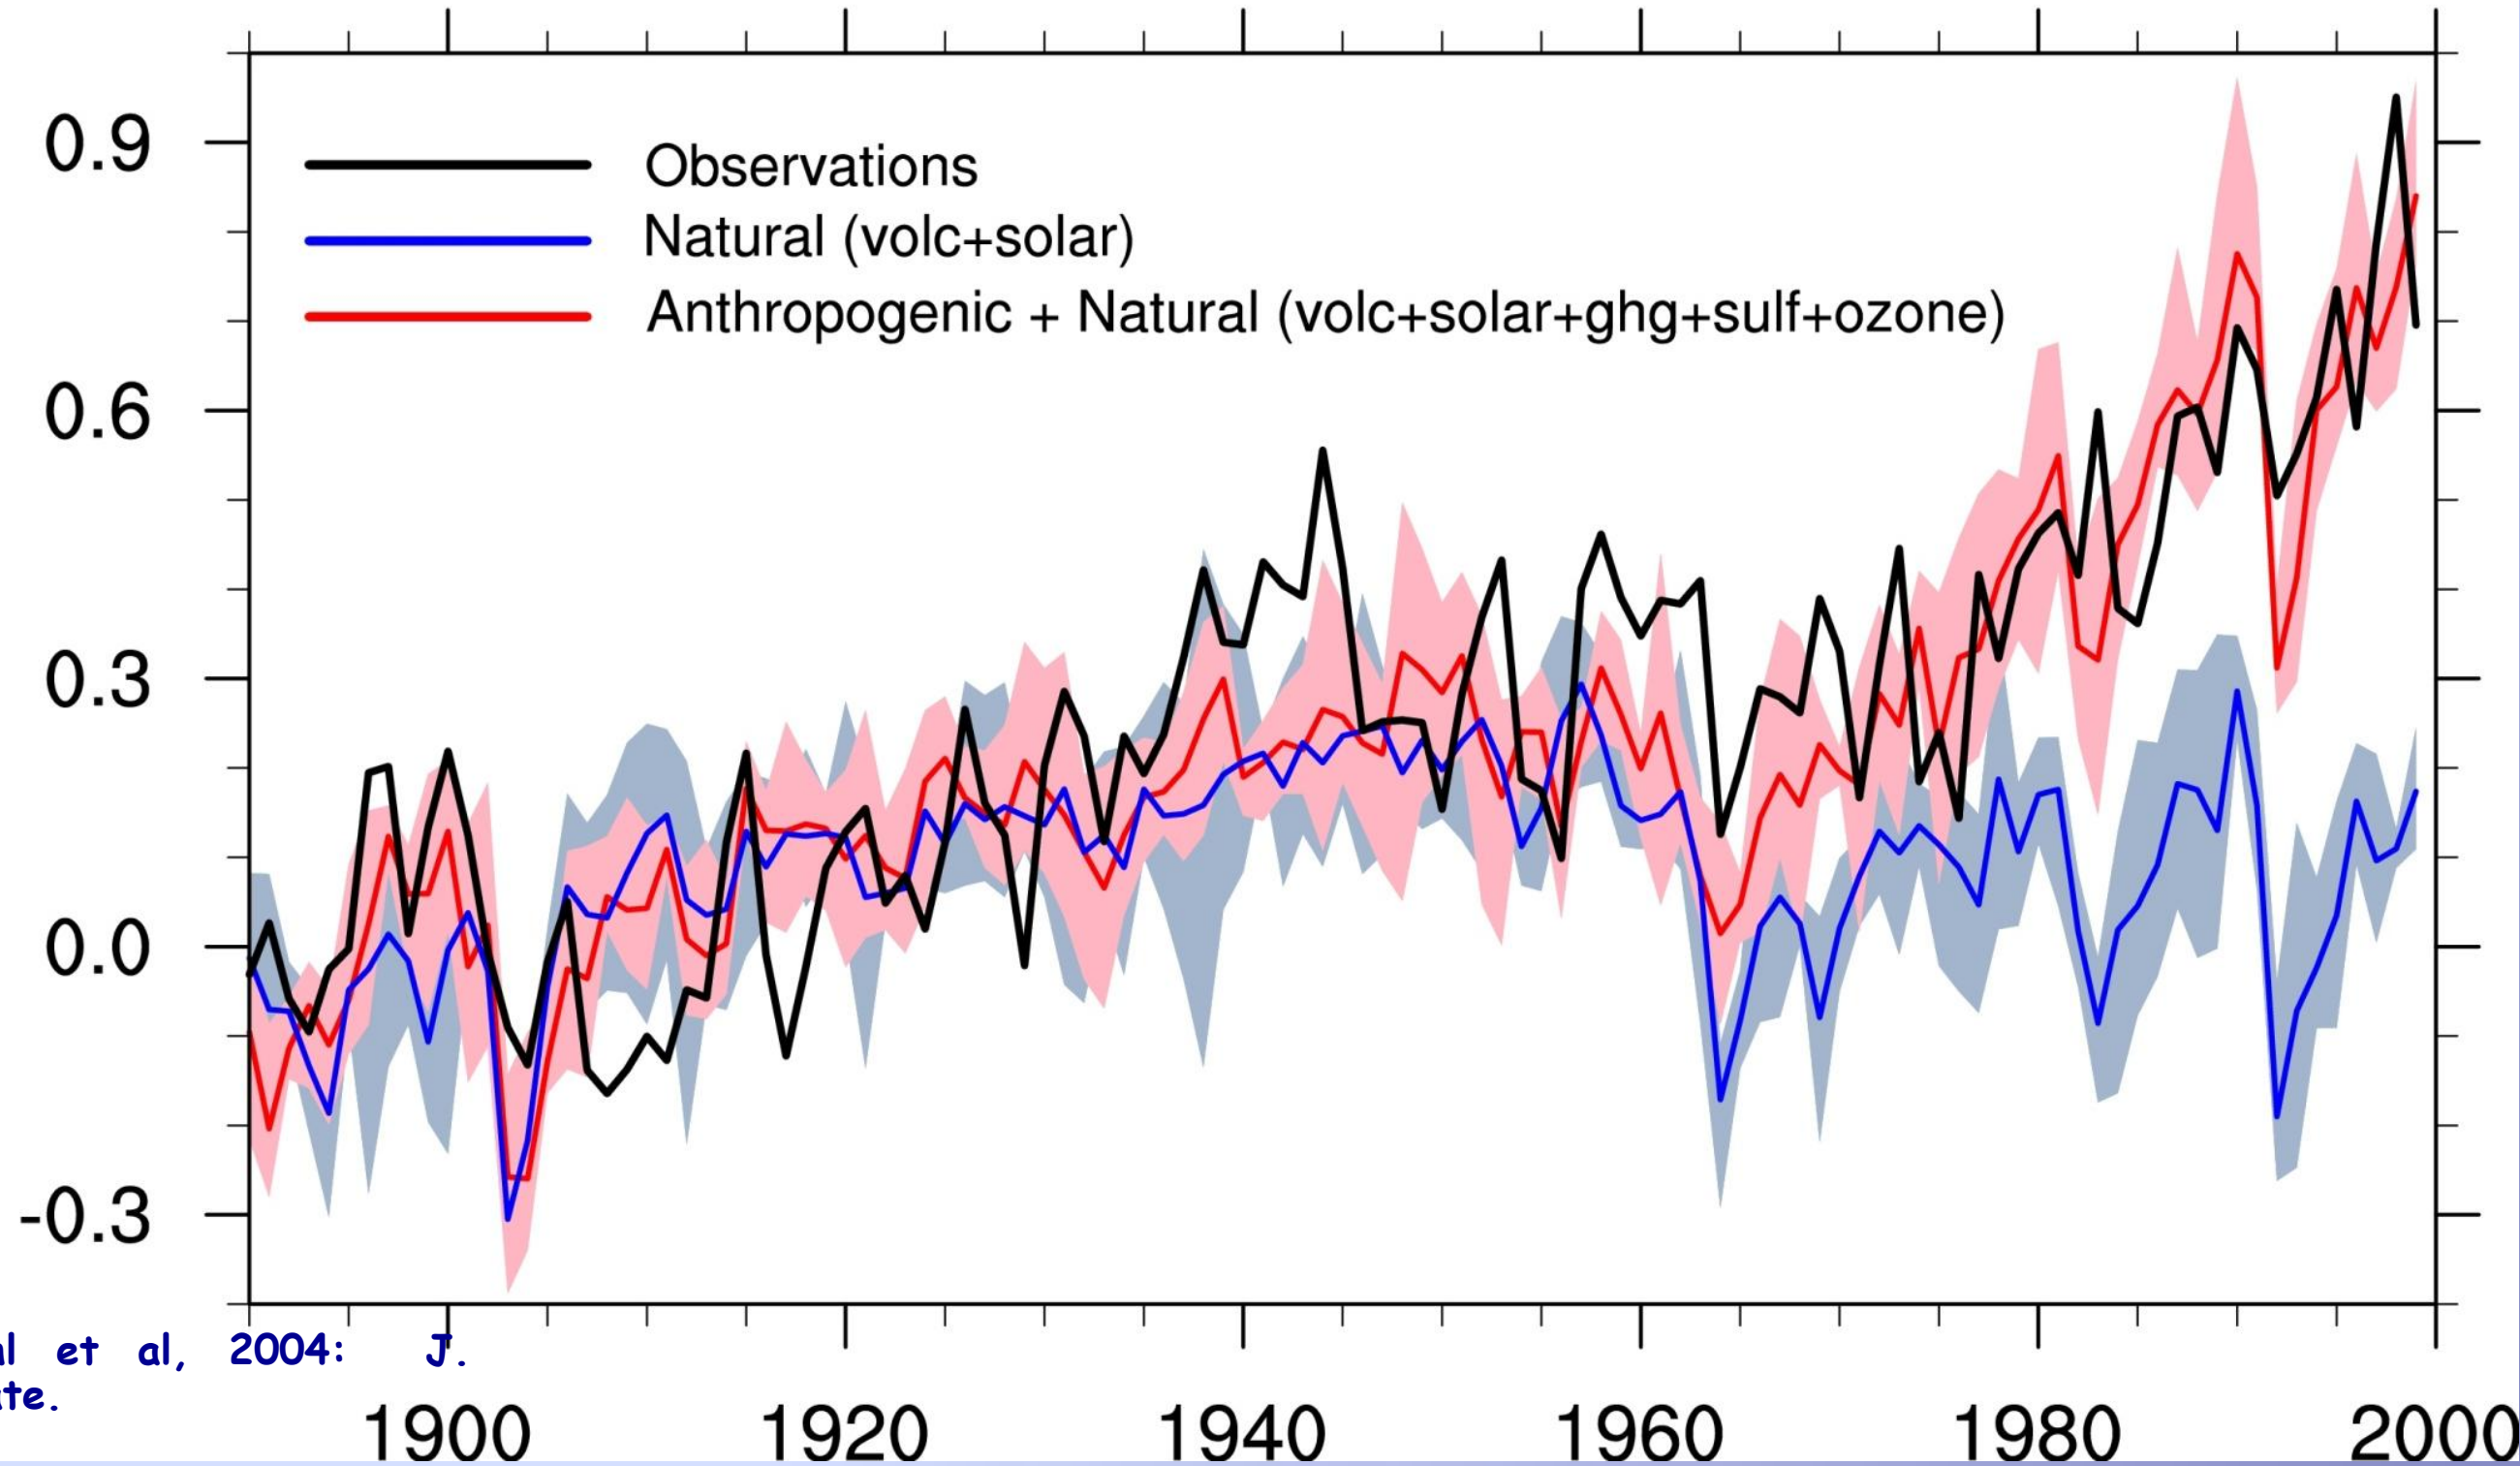 0.9
0.6
0.3
0.0
-0.3
Observations
Natural (volc+solar)
Anthropogenic + Natural (volc+solar+ghg+sulf+ozone)
et al, 2004: J.
1900 1920 1940 1960 1980 2000